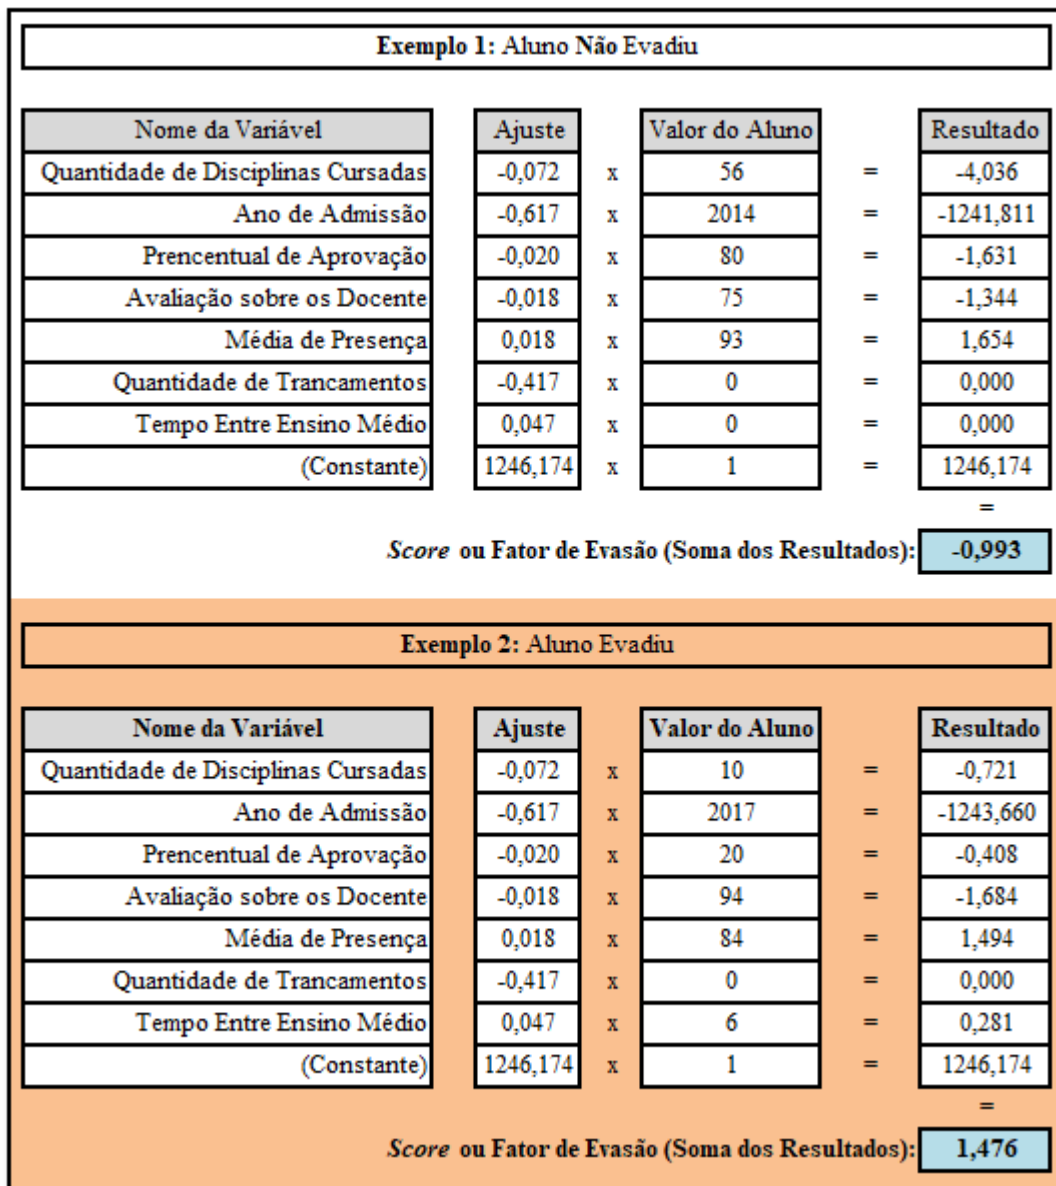 Exemplo 1: Aluno Não Evadiu
Nome da Variável Ajuste Valor do Aluno Resultado
Quantidade de Disciplinas Cursadas -0,072 x 56 = -4,036
Ano de Admissão -0,617 x 2014 = -1241,811
Prencentual de Aprovação -0,020 x 80 = -1,631
Avaliação sobre os Docente -0,018 x 75 = -1,344
Média de Presença 0,018 x 93 = 1,654
Quantidade de Trancamentos -0,417 x 0 = 0,000
Tempo Entre Ensino Médio 0,047 x 0 = 0,000
(Constante) 1246,174 x 1 = 1246,174
=
Score ou Fator de Evasão (Soma dos Resultados): -0,993
Exemplo 2: Aluno Evadiu
Nome da Variável Ajuste Valor do Aluno Resultado
Quantidade de Disciplinas Cursadas -0,072 x 10 = -0,721
Ano de Admissão -0,617 x 2017 = -1243,660
Prencentual de Aprovação -0,020 x 20 = -0,408
Avaliação sobre os Docente -0,018 x 94 = -1,684
Média de Presença 0,018 x 84 = 1,494
Quantidade de Trancamentos -0,417 x 0 = 0,000
Tempo Entre Ensino Médio 0,047 x 6 = 0,281
(Constante) 1246,174 x 1 = 1246,174
=
Score ou Fator de Evasão (Soma dos Resultados): 1,476